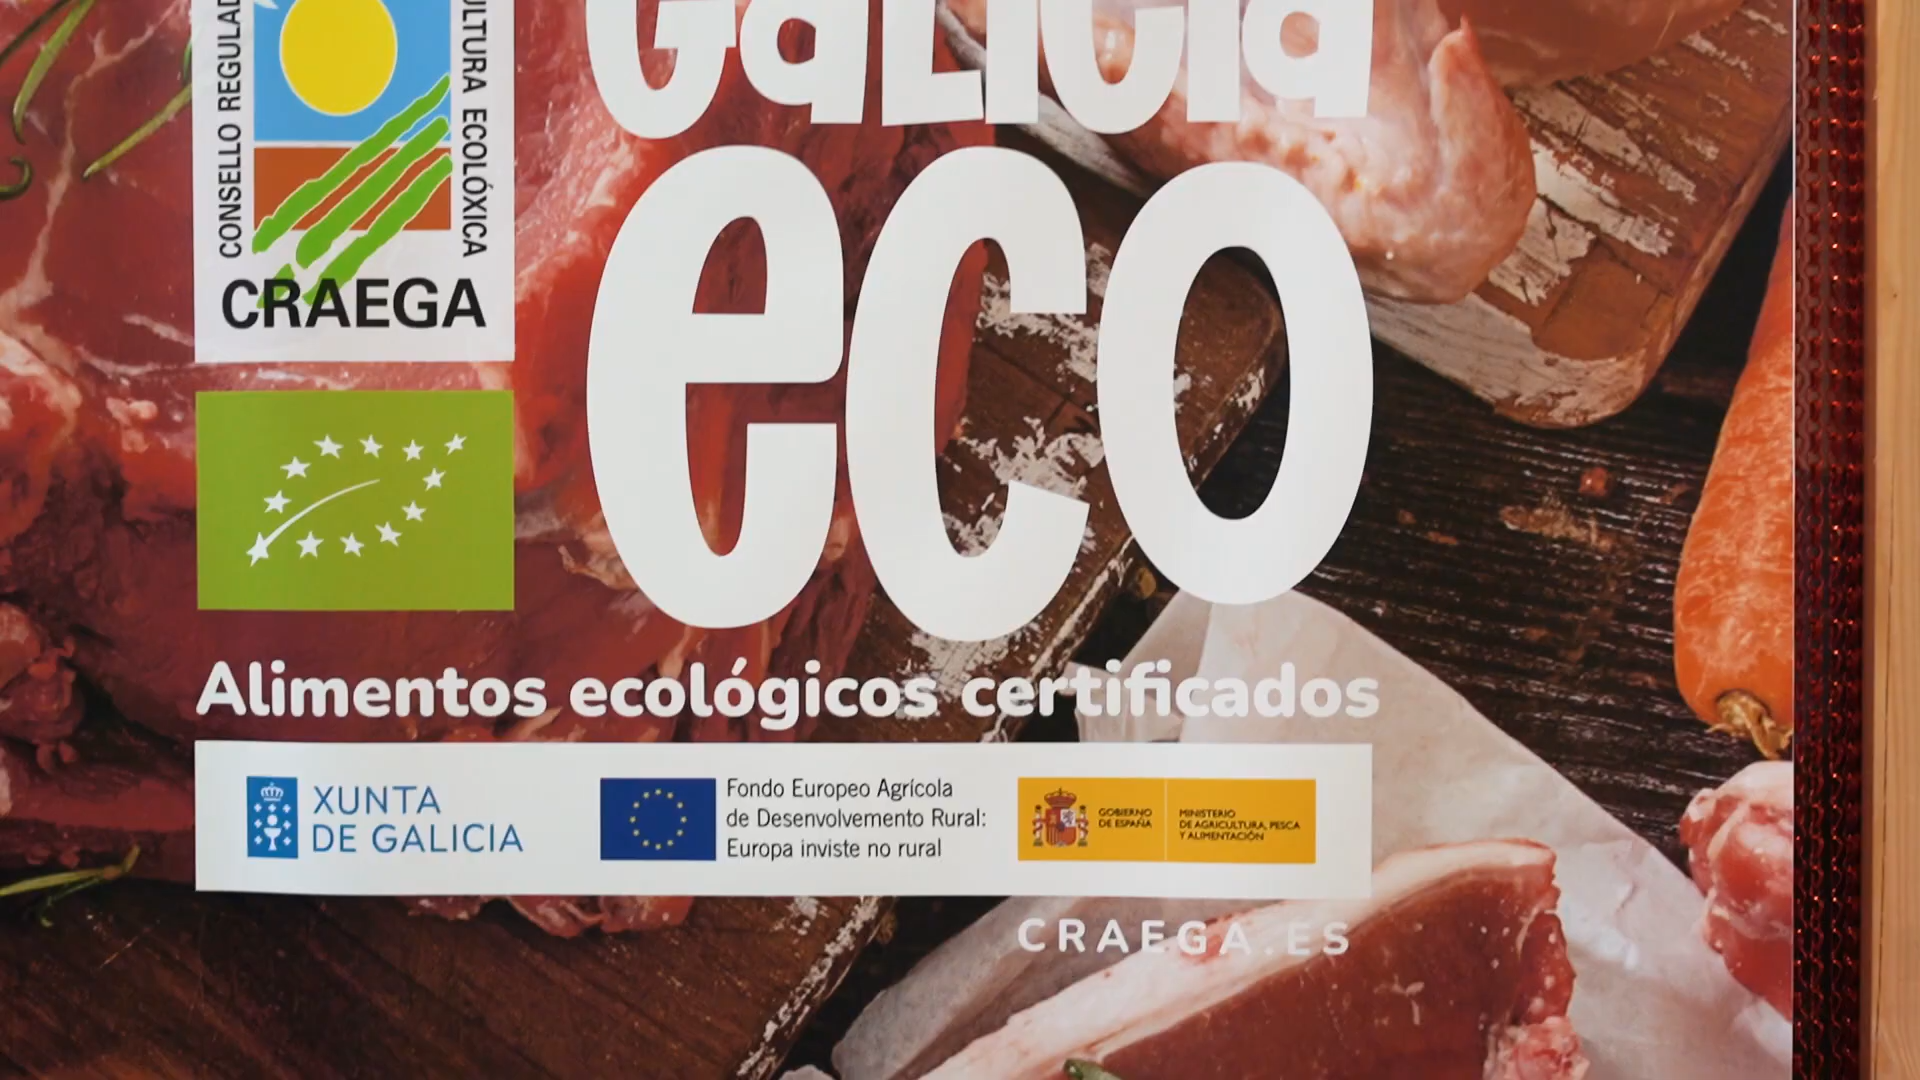 CONSELLO REGULAD
ULTURA ECOLÓXICA
CRAEGA
GaLICIa
eco
Alimentos ecológicos certificados
XUNTA
DE GALICIA
Fondo Europeo Agrícola
de Desenvolvemento Rural:
Europa inviste no rural
GOBIERNO
DE ESPAÑA
MINISTERIO
DE AGRICULTURA, PESCA
Y ALIMENTACIÓN
CRAEGA.ES